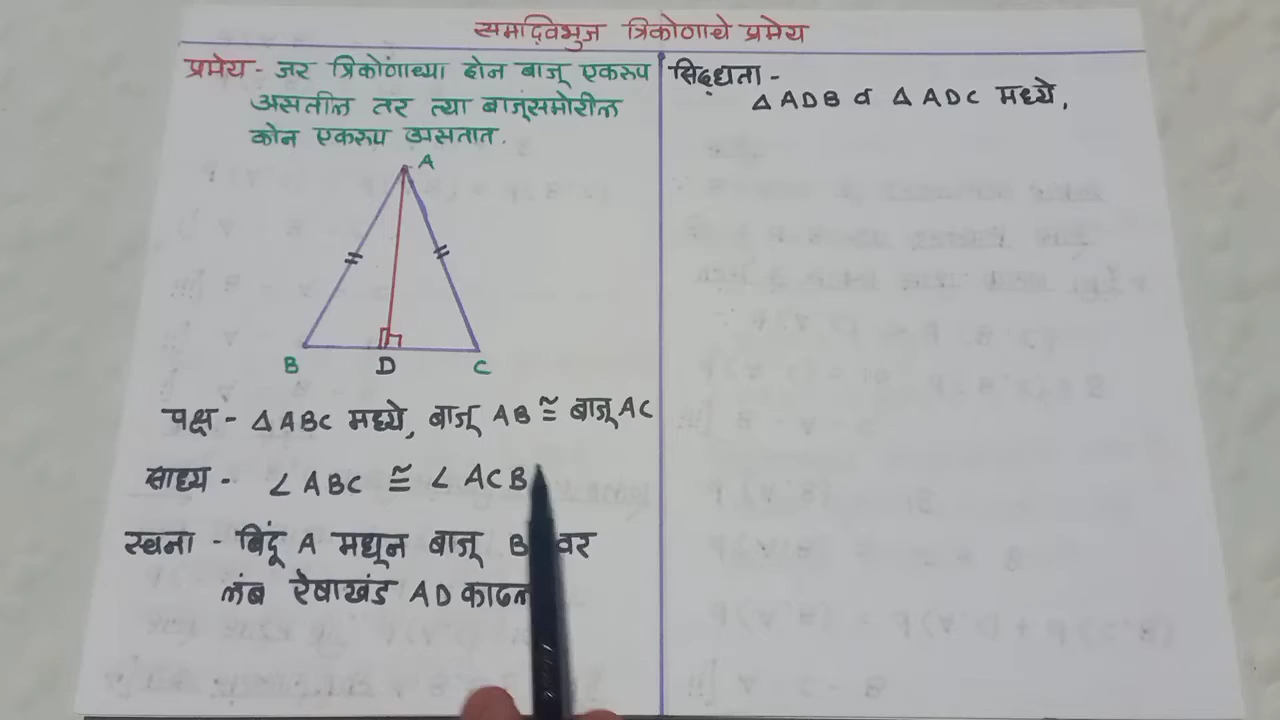 समद्विभुज त्रिकोणाचे प्रमेय
प्रमेय - जर त्रिकोणाच्या दोन बाजू एकरूप
असतील तर त्या बाजूंसमोरील
कोन एकरूप असतात.
A
B D C
पक्ष - △ABC मध्ये, बाजू AB ≅ बाजू AC
साध्य - ∠ABC ≅ ∠ACB
रचना - बिंदू A मधून बाजू B वर
लंब रेषाखंड AD
सिद्धता -
△ADB व △ADC मध्ये,